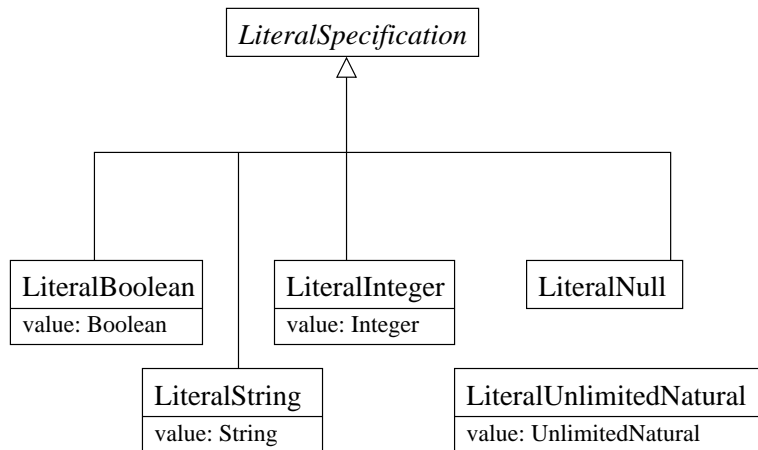 LiteralSpecification
LiteralBoolean
value: Boolean
LiteralInteger
value: Integer
LiteralNull
LiteralString
value: String
LiteralUnlimitedNatural
value: UnlimitedNatural